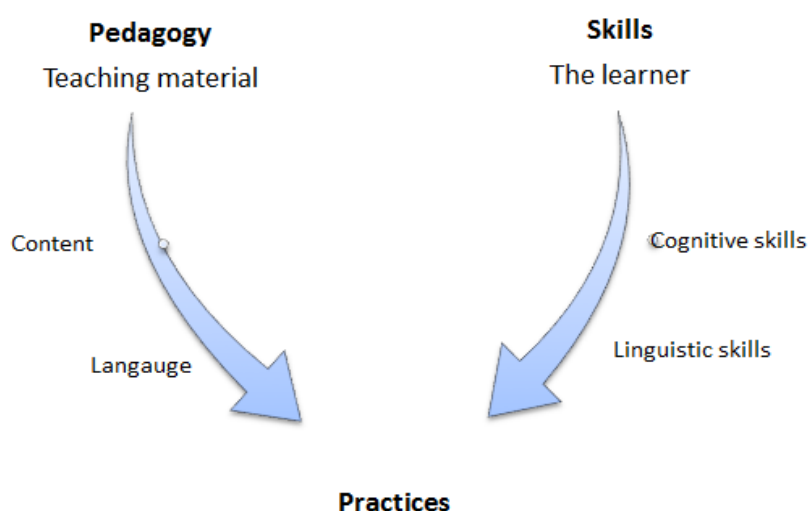 Pedagogy
Teaching material
Skills
The learner
Content
Cognitive skills
Langauge
Linguistic skills
Practices